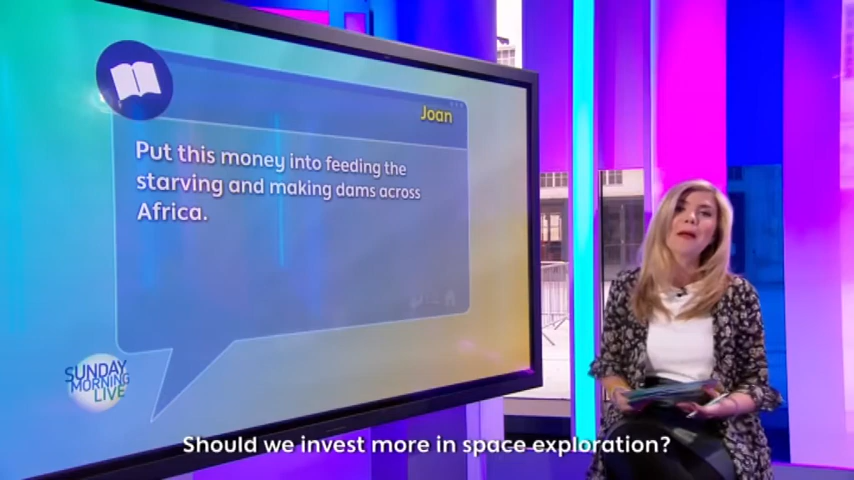 Joan
Put this money into feeding the
starving and making dams across
Africa.
SUNDAY
MORNING
LIVE
Should we invest more in space exploration?